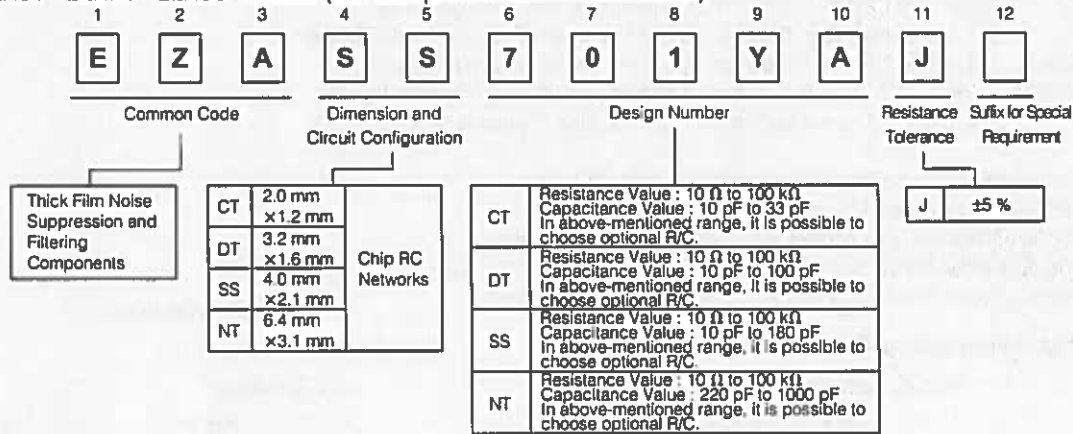 1 2 3 4 5 6 7 8 9 10 11 12
E Z A S S 7 0 1 Y A J
Common Code
Dimension and
Circuit Configuration
Design Number
Resistance
Tolerance
Suffix for Special
Requirement
Thick Film Noise
Suppression and
Filtering
Components
CT
2.0 mm
×1.2 mm
DT
3.2 mm
×1.6 mm
SS
4.0 mm
×2.1 mm
NT
6.4 mm
×3.1 mm
Chip RC
Networks
CT
Resistance Value : 10 Ω to 100 kΩ
Capacitance Value : 10 pF to 33 pF
In above-mentioned range, it is possible to
choose optional R/C.
DT
Resistance Value : 10 Ω to 100 kΩ
Capacitance Value : 10 pF to 100 pF
In above-mentioned range, it is possible to
choose optional R/C.
SS
Resistance Value : 10 Ω to 100 kΩ
Capacitance Value : 10 pF to 180 pF
In above-mentioned range, it is possible to
choose optional R/C.
NT
Resistance Value : 10 Ω to 100 kΩ
Capacitance Value : 220 pF to 1000 pF
In above-mentioned range, it is possible to
choose optional R/C.
J ±5 %